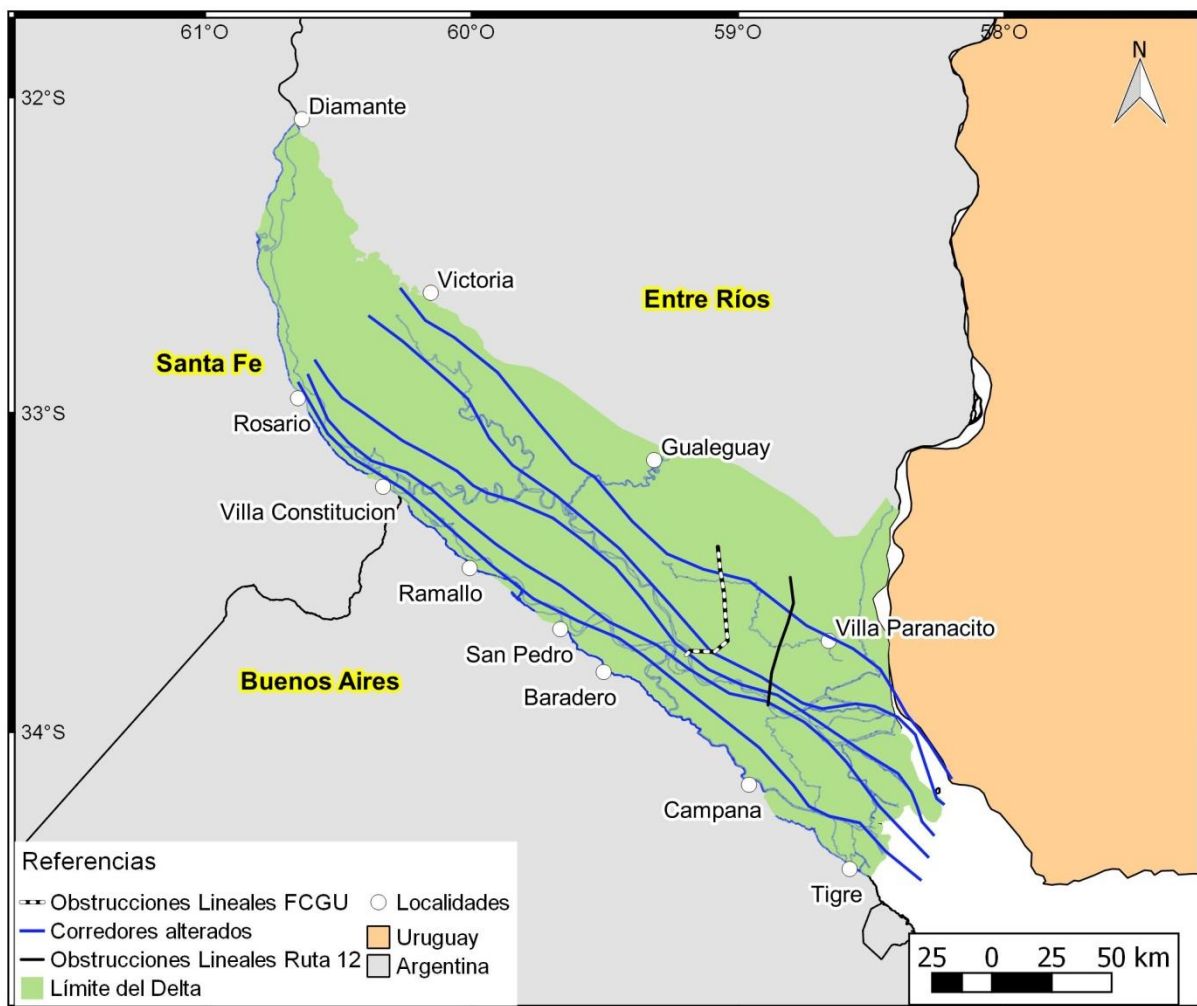 61°O 60°O 59°O 58°O
N
32°S
Diamante
Victoria
Entre Ríos
Santa Fe
33°S
Rosario
Gualeguay
Villa Constitucion
Ramallo
Villa Paranacito
San Pedro
Buenos Aires
Baradero
34°S
Campana
Tigre
Referencias
Obstrucciones Lineales FCGU
Corredores alterados
Obstrucciones Lineales Ruta 12
Límite del Delta
Localidades
Uruguay
Argentina
25 0 25 50 km